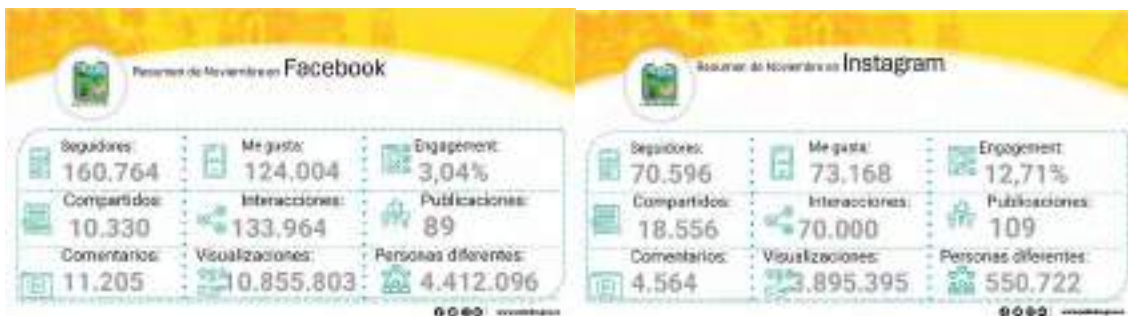 Resumen de Noviembre en Facebook
Seguidores:
160.764
Me gusta:
124.004
Engagement:
3,04%
Compartidos:
10.330
Interacciones:
133.964
Publicaciones:
89
Comentarios:
11.205
Visualizaciones:
10.855.803
Personas diferentes:
4.412.096
Resumen de Noviembre en Instagram
Seguidores:
70.596
Me gusta:
73.168
Engagement:
12,71%
Compartidos:
18.556
Interacciones:
70.000
Publicaciones:
109
Comentarios:
4.564
Visualizaciones:
3.895.395
Personas diferentes:
550.722